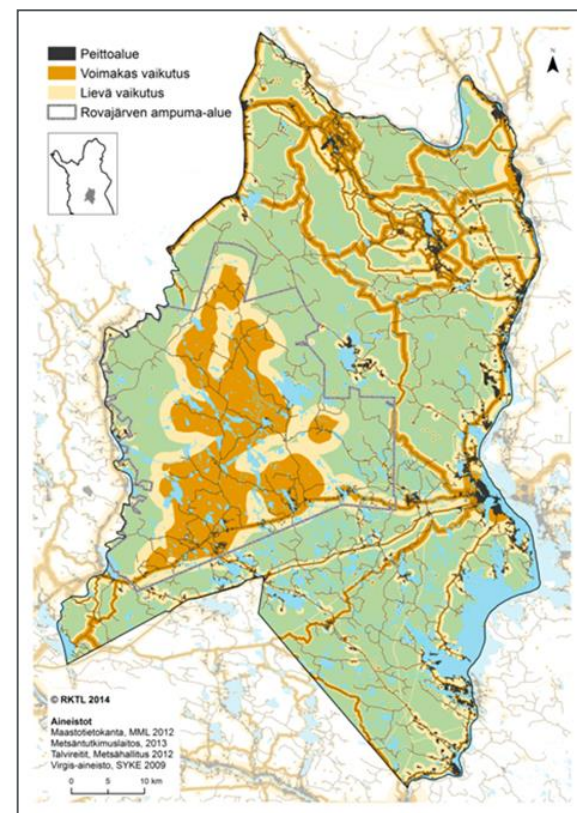 Peittoalue
Voimakas vaikutus
Lievä vaikutus
Rovajärven ampuma-alue
N
© RKTL 2014
Aineistot
Maastotietokanta, MML 2012
Metsäntutkimuslaitos, 2013
Talvireitit, Metsähallitus 2012
Virgis-aineisto, SYKE 2009
0 5 10 km